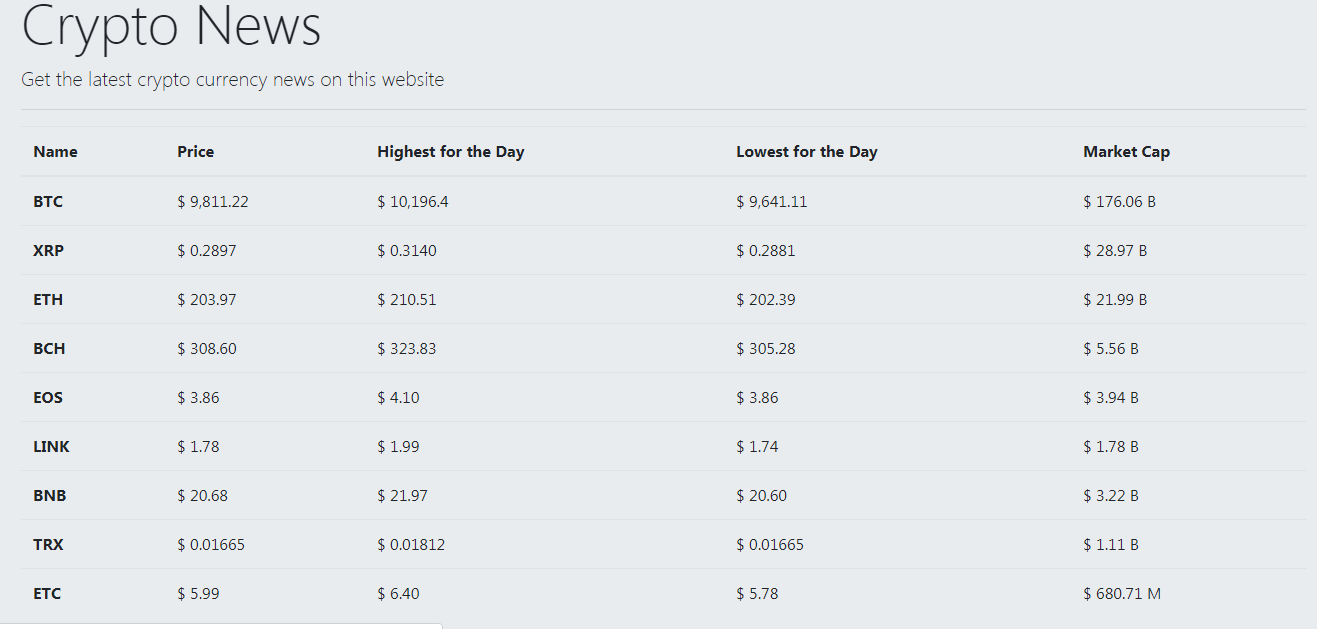 Crypto News
Get the latest crypto currency news on this website
Name Price Highest for the Day Lowest for the Day Market Cap
BTC $ 9,811.22 $ 10,196.4 $ 9,641.11 $ 176.06 B
XRP $ 0.2897 $ 0.3140 $ 0.2881 $ 28.97 B
ETH $ 203.97 $ 210.51 $ 202.39 $ 21.99 B
BCH $ 308.60 $ 323.83 $ 305.28 $ 5.56 B
EOS $ 3.86 $ 4.10 $ 3.86 $ 3.94 B
LINK $ 1.78 $ 1.99 $ 1.74 $ 1.78 B
BNB $ 20.68 $ 21.97 $ 20.60 $ 3.22 B
TRX $ 0.01665 $ 0.01812 $ 0.01665 $ 1.11 B
ETC $ 5.99 $ 6.40 $ 5.78 $ 680.71 M